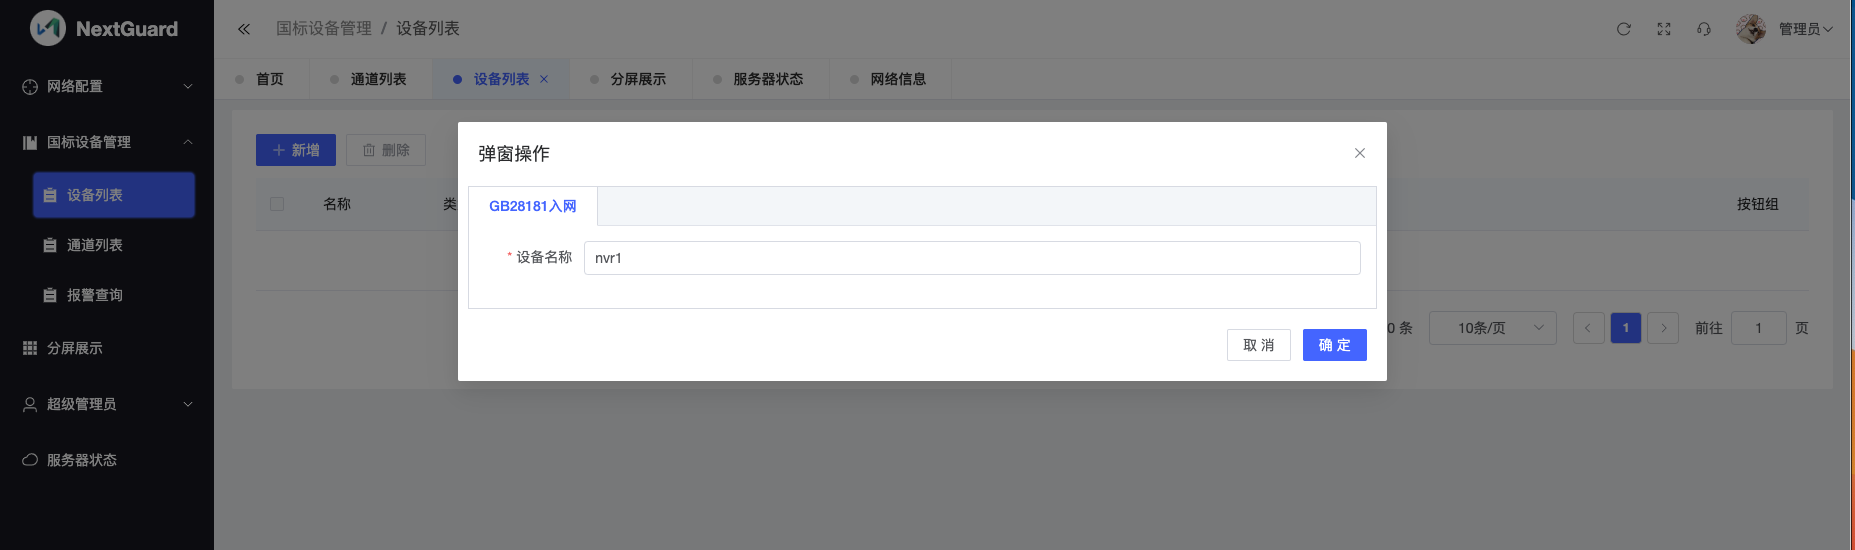 NextGuard
网络配置
国标设备管理
设备列表
通道列表
报警查询
分屏展示
超级管理员
服务器状态
国标设备管理 / 设备列表
管理员
首页 通道列表 设备列表 分屏展示 服务器状态 网络信息
新增 删除
名称 类 按钮组
弹窗操作
GB28181入网
* 设备名称 nvr1
取 消 确 定
0 条 10条/页 1 前往 1 页